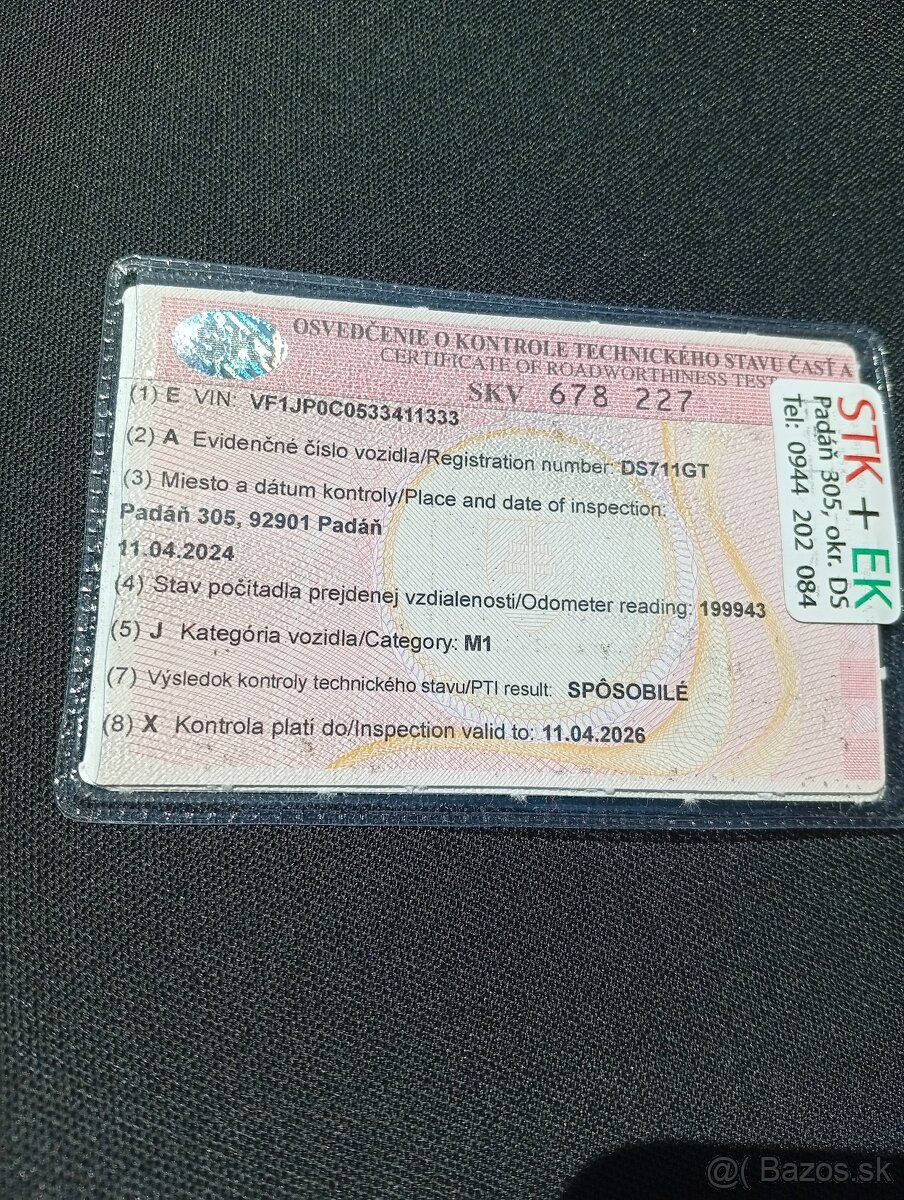 OSVEDČENIE O KONTROLE TECHNICKÉHO STAVU ČASŤ A
CERTIFICATE OF ROADWORTHINESS TEST
SKV 678 227
(1) E VIN: VF1JP0C0533411333
(2) A Evidenčné číslo vozidla/Registration number: DS711GT
(3) Miesto a dátum kontroly/Place and date of inspection:
Padáň 305, 92901 Padáň
11.04.2024
(4) Stav počítadla prejdenej vzdialenosti/Odometer reading: 199943
(5) J Kategória vozidla/Category: M1
(7) Výsledok kontroly technického stavu/PTI result: SPÔSOBILÉ
(8) X Kontrola platí do/Inspection valid to: 11.04.2026
STK + EK
Padáň 305, okr. DS
Tel: 0944 202 084
@( Bazos.sk